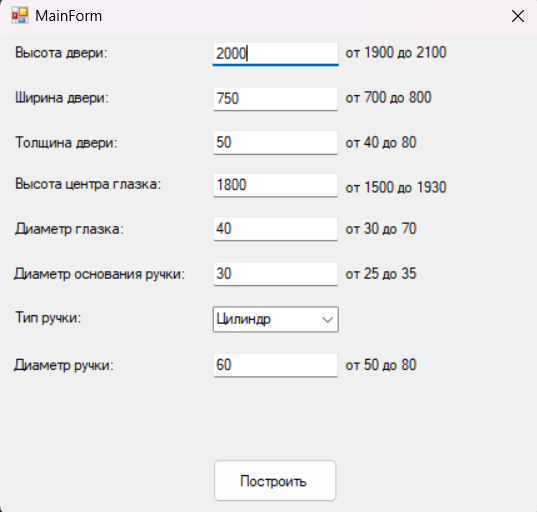 MainForm
Высота двери: 2000 от 1900 до 2100
Ширина двери: 750 от 700 до 800
Толщина двери: 50 от 40 до 80
Высота центра глазка: 1800 от 1500 до 1930
Диаметр глазка: 40 от 30 до 70
Диаметр основания ручки: 30 от 25 до 35
Тип ручки: Цилиндр
Диаметр ручки: 60 от 50 до 80
Построить